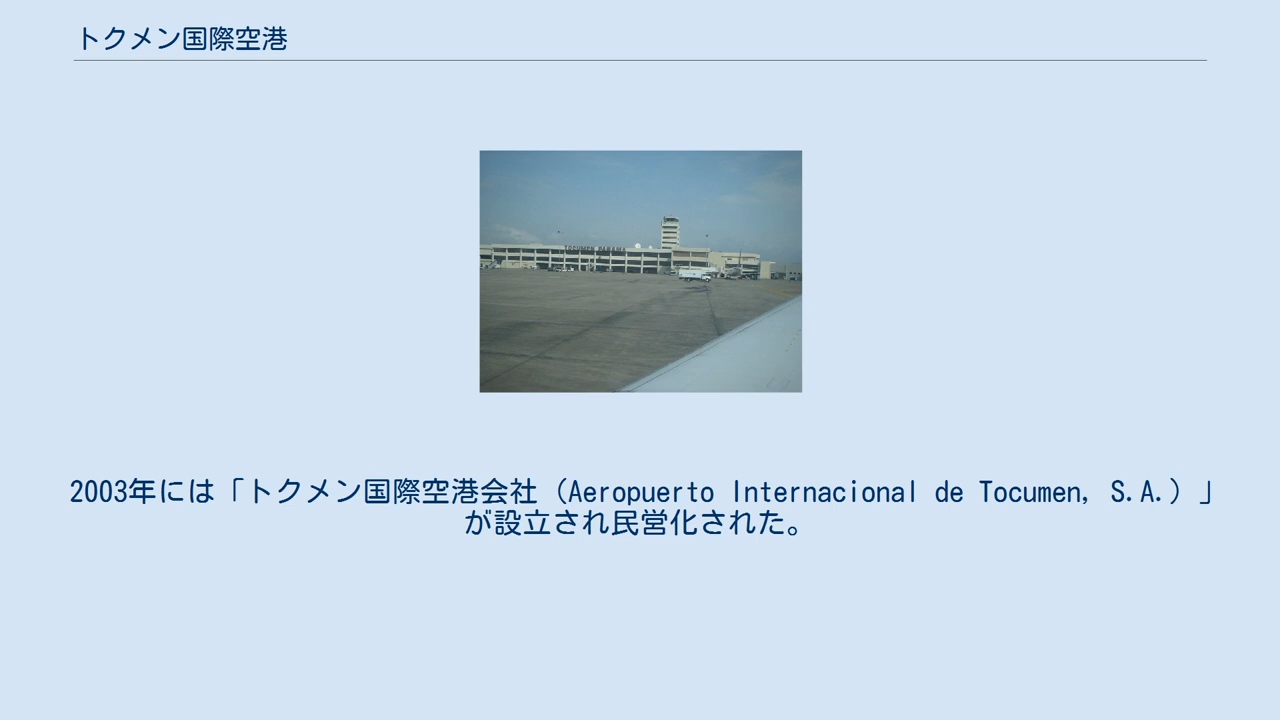 トクメン国際空港
TOCUMEN PANAMA
2003年には「トクメン国際空港会社（Aeropuerto Internacional de Tocumen, S.A.）」
が設立され民営化された。